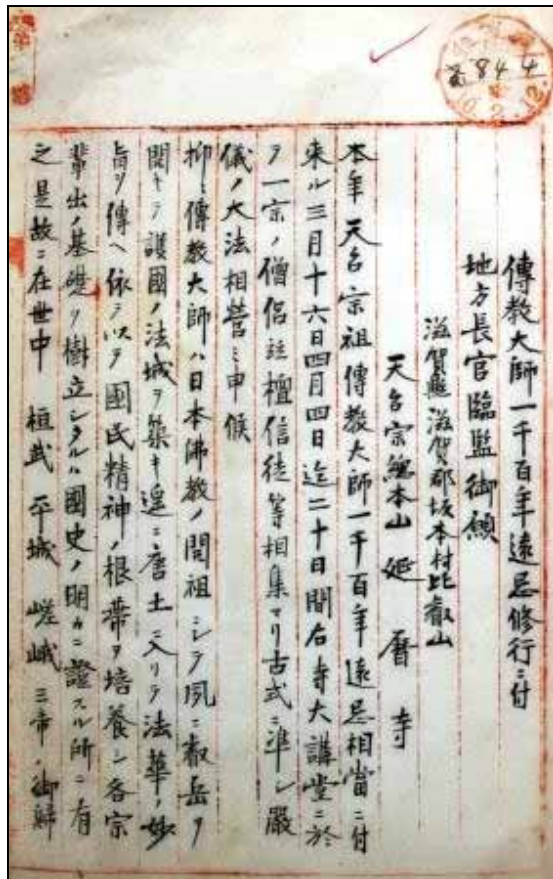 傳教大師一千百年遠忌修行ニ付
地方長官臨監御願
滋賀縣滋賀郡坂本村比叡山
天台宗總本山 延暦寺
本年天台宗祖傳教大師一千百年遠忌相當ニ付
来ル三月十六日四月四日迄二十日間右寺大講堂ニ於
テ一宗ノ僧侶並檀信徒等相集マリ古式ニ準シ嚴
儀ノ大法相營ミ申候
抑ミ傳教大師ハ日本佛教ノ開祖ニシテ夙ニ叡岳ヲ
開キテ護國ノ法城ヲ築キ遑ニ唐土ニ入リテ法華ノ妙
旨ヲ傳ヘ依テ以テ國民精神ノ根蔕ヲ培養シ各宗
輩出ノ基礎ヲ樹立シタルハ國史ノ明カニ證スル所ニ有
之是故ニ在世中 桓武 平城 嵯峨 三帝ノ御歸